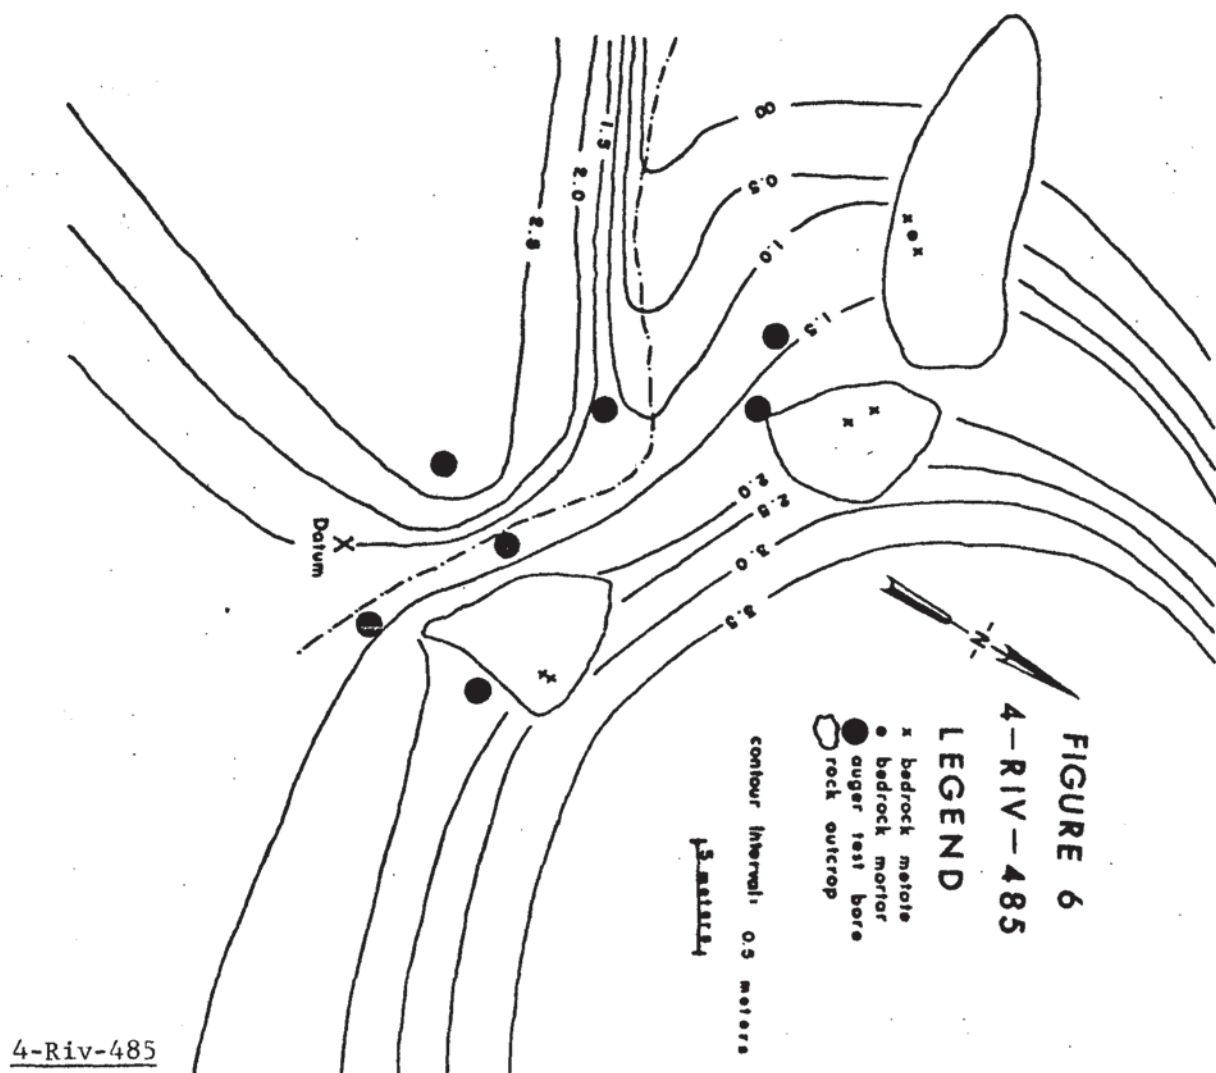 FIGURE 6
4-RIV-485
LEGEND
x bedrock metate
bedrock mortar
auger test bore
rock outcrop
contour interval: 0.5 meters
5 meters
-N-
00
0.5
1.0
1.5
1.5
2.0
2.5
2.0
2.5
3.0
3.5
X
Datum
4-Riv-485